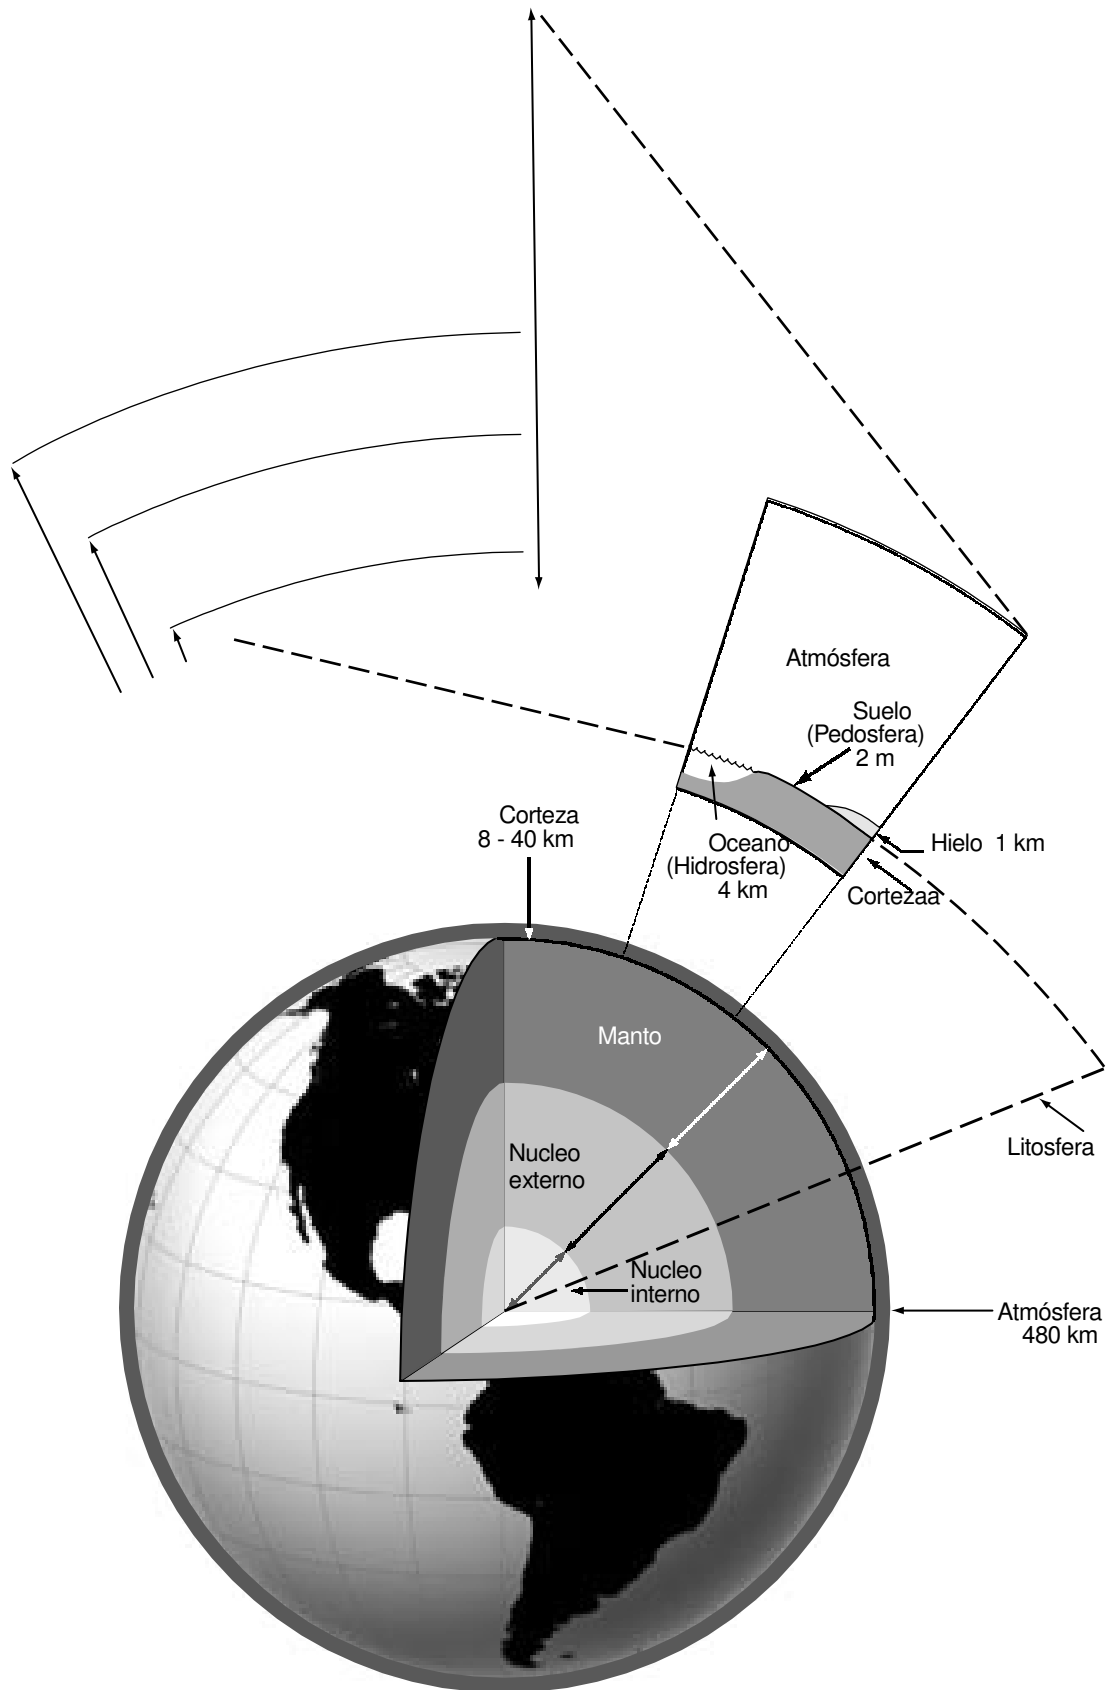 Atmósfera
Suelo
(Pedosfera)
2 m
Corteza
8 - 40 km
Oceano
(Hidrosfera)
4 km
Hielo 1 km
Cortezaa
Manto
Litosfera
Nucleo
externo
Nucleo
interno
Atmósfera
480 km